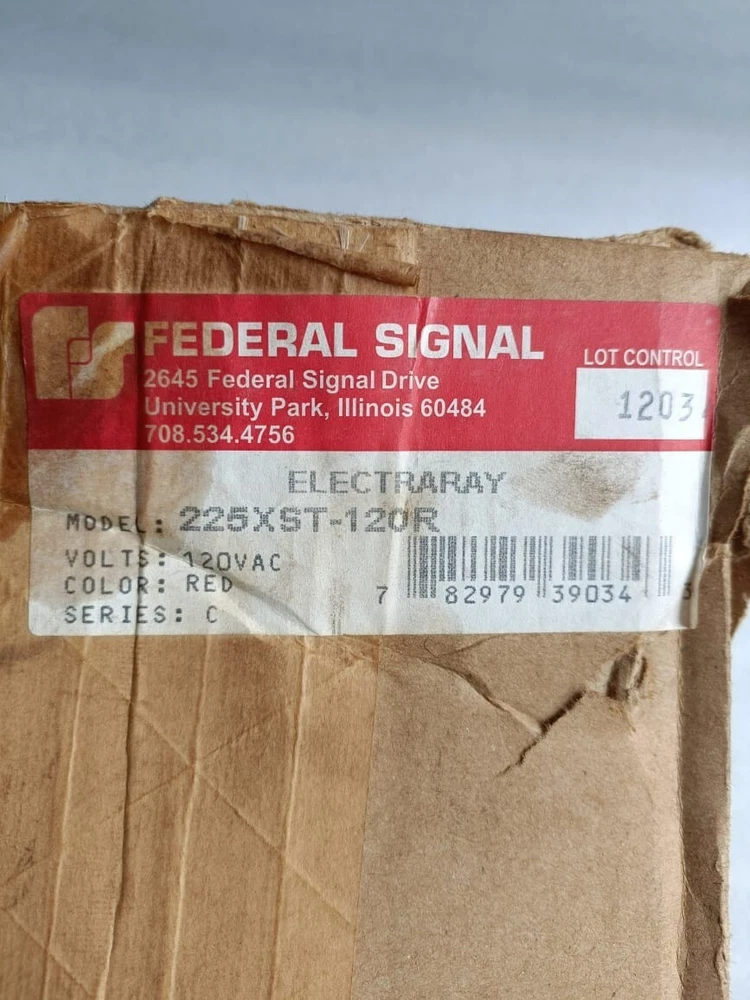 FEDERAL SIGNAL
2645 Federal Signal Drive
University Park, Illinois 60484
708.534.4756
LOT CONTROL
ELECTRARAY
MODEL: 225XST-120R
VOLTS: 120VAC
COLOR: RED
SERIES: C
7 82979 39034 3